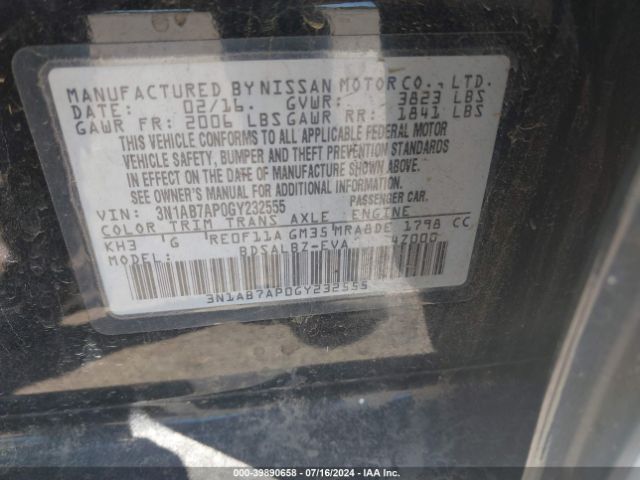 MANUFACTURED BY NISSAN MOTOR CO., LTD.
DATE: 02/16. GVWR: 3823 LBS
GAWR FR: 2006 LBS GAWR RR: 1841 LBS
THIS VEHICLE CONFORMS TO ALL APPLICABLE FEDERAL MOTOR
VEHICLE SAFETY, BUMPER AND THEFT PREVENTION STANDARDS
IN EFFECT ON THE DATE OF MANUFACTURE SHOWN ABOVE.
SEE OWNER'S MANUAL FOR ADDITIONAL INFORMATION.
VIN: 3N1AB7AP0GY232555 PASSENGER CAR.
COLOR TRIM TRANS AXLE ENGINE
KH3 G RE0F11A GM35 MRA8DE 1798 CC
MODEL: BDSALBZ-EVA 4Z000
3N1AB7AP0GY232555
© 39-39890658 - 07/16/2024 - IAA Inc.